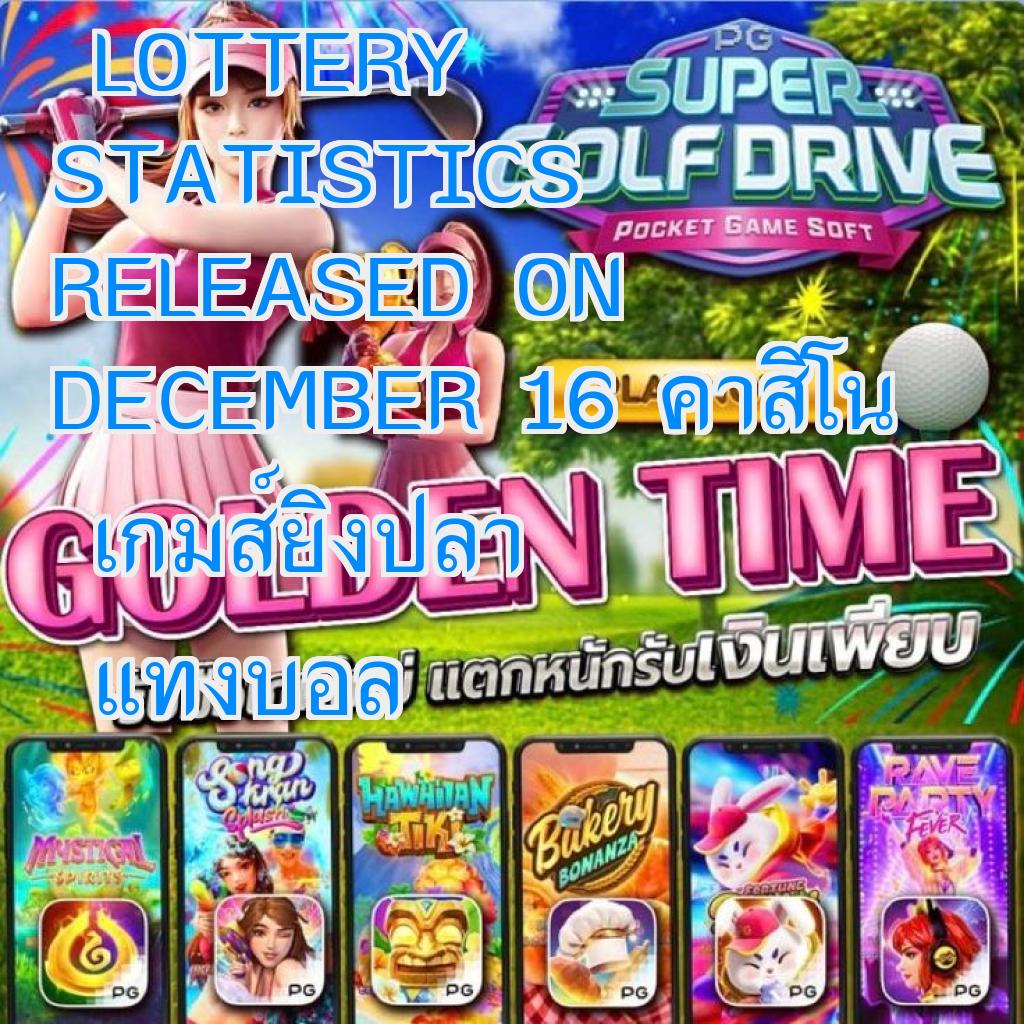 LOTTERY
PG
SUPER
STATISTICS
GOLF DRIVE
POCKET GAME SOFT
RELEASED ON
DECEMBER 16 คาสิโน
GOLDEN TIME
เกมส์ยิงปลา
แตกหนักรับเงินเพียบ
แทงบอล
MYSTICAL
SPIRITS
Songkran
Splash
HAWAIIAN
TIKI
Bakery
BONANZA
FORTUNE
RAVE
PARTY
FEVER
PG
PG
PG
PG
PG
PG